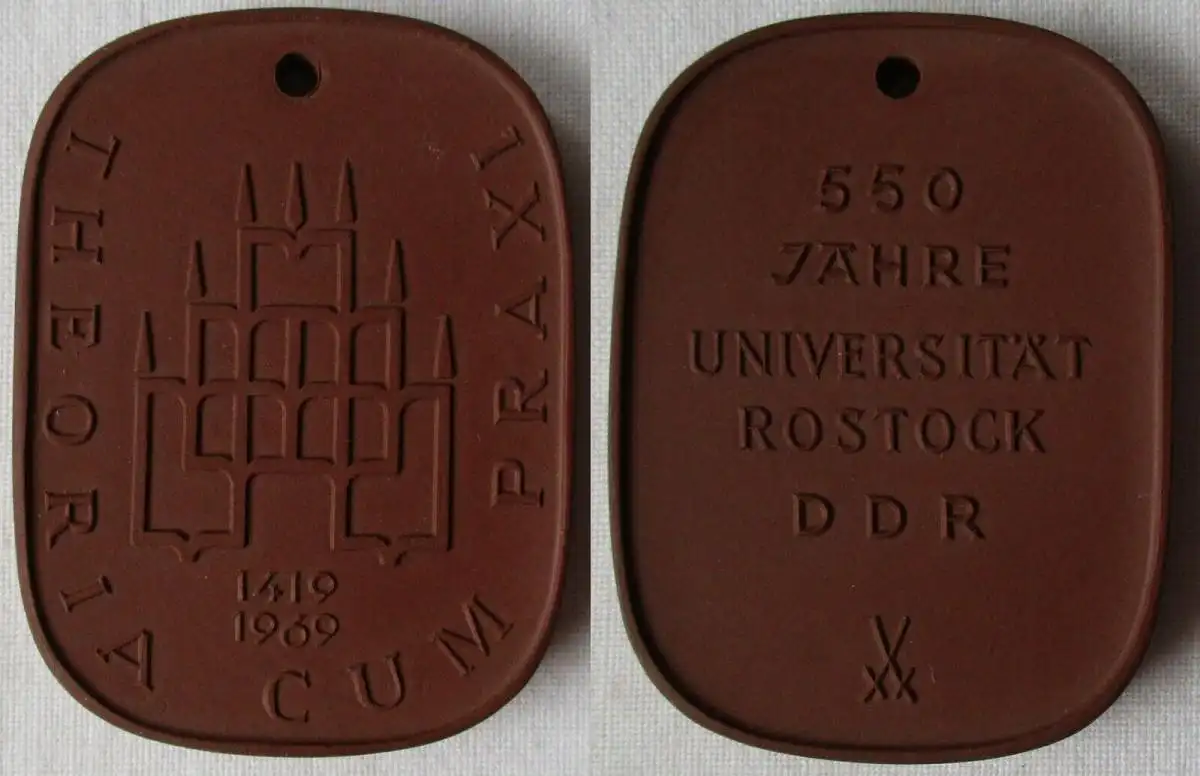 THEORIA CUM PRAXI
1419
1969
550
JAHRE
UNIVERSITÄT
ROSTOCK
DDR